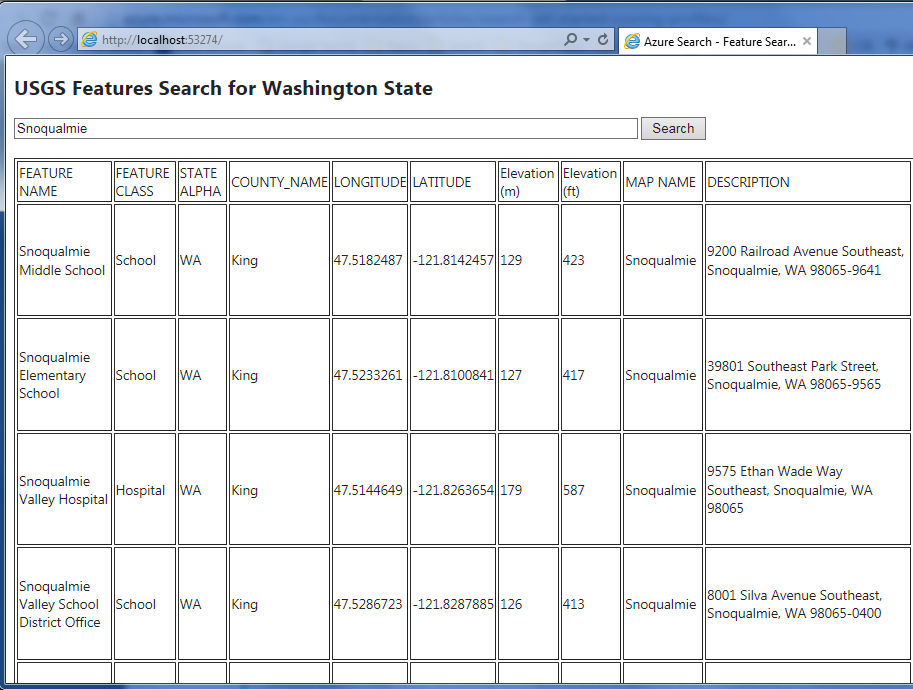 http://localhost:53274/
Azure Search - Feature Sear...
USGS Features Search for Washington State
Snoqualmie
Search
FEATURE
NAME
FEATURE
CLASS
STATE
ALPHA
COUNTY_NAME
LONGITUDE
LATITUDE
Elevation
(m)
Elevation
(ft)
MAP NAME
DESCRIPTION
Snoqualmie
Middle School
School
WA
King
47.5182487
-121.8142457
129
423
Snoqualmie
9200 Railroad Avenue Southeast,
Snoqualmie, WA 98065-9641
Snoqualmie
Elementary
School
School
WA
King
47.5233261
-121.8100841
127
417
Snoqualmie
39801 Southeast Park Street,
Snoqualmie, WA 98065-9565
Snoqualmie
Valley Hospital
Hospital
WA
King
47.5144649
-121.8263654
179
587
Snoqualmie
9575 Ethan Wade Way
Southeast, Snoqualmie, WA
98065
Snoqualmie
Valley School
District Office
School
WA
King
47.5286723
-121.8287885
126
413
Snoqualmie
8001 Silva Avenue Southeast,
Snoqualmie, WA 98065-0400